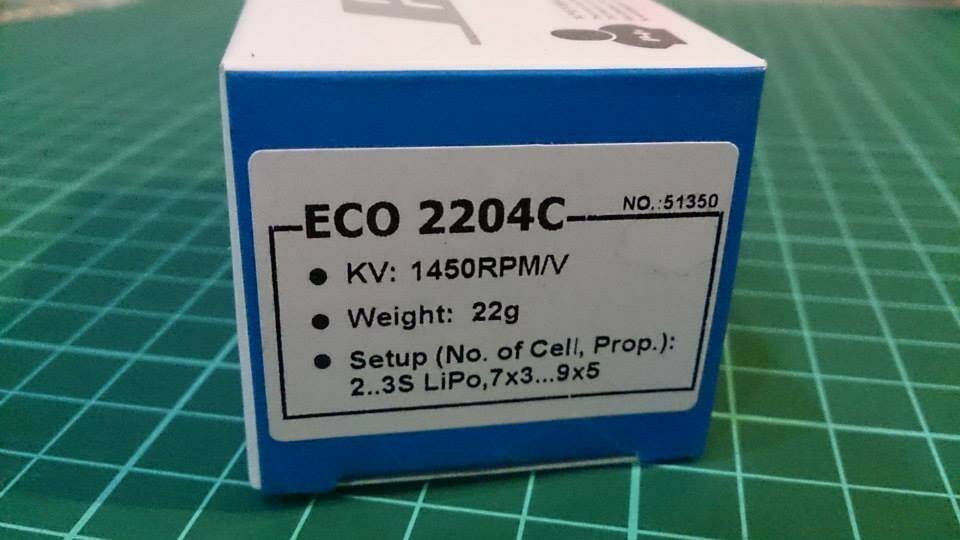 ECO 2204C
NO.:51350
KV: 1450RPM/V
Weight: 22g
Setup (No. of Cell, Prop.):
2..3S LiPo,7x3...9x5